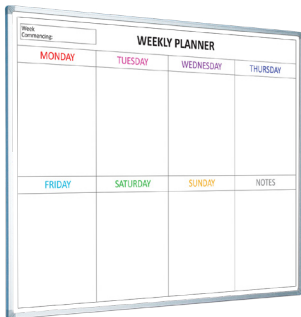 Week
Commencing:
WEEKLY PLANNER
MONDAY TUESDAY WEDNESDAY THURSDAY
FRIDAY SATURDAY SUNDAY NOTES